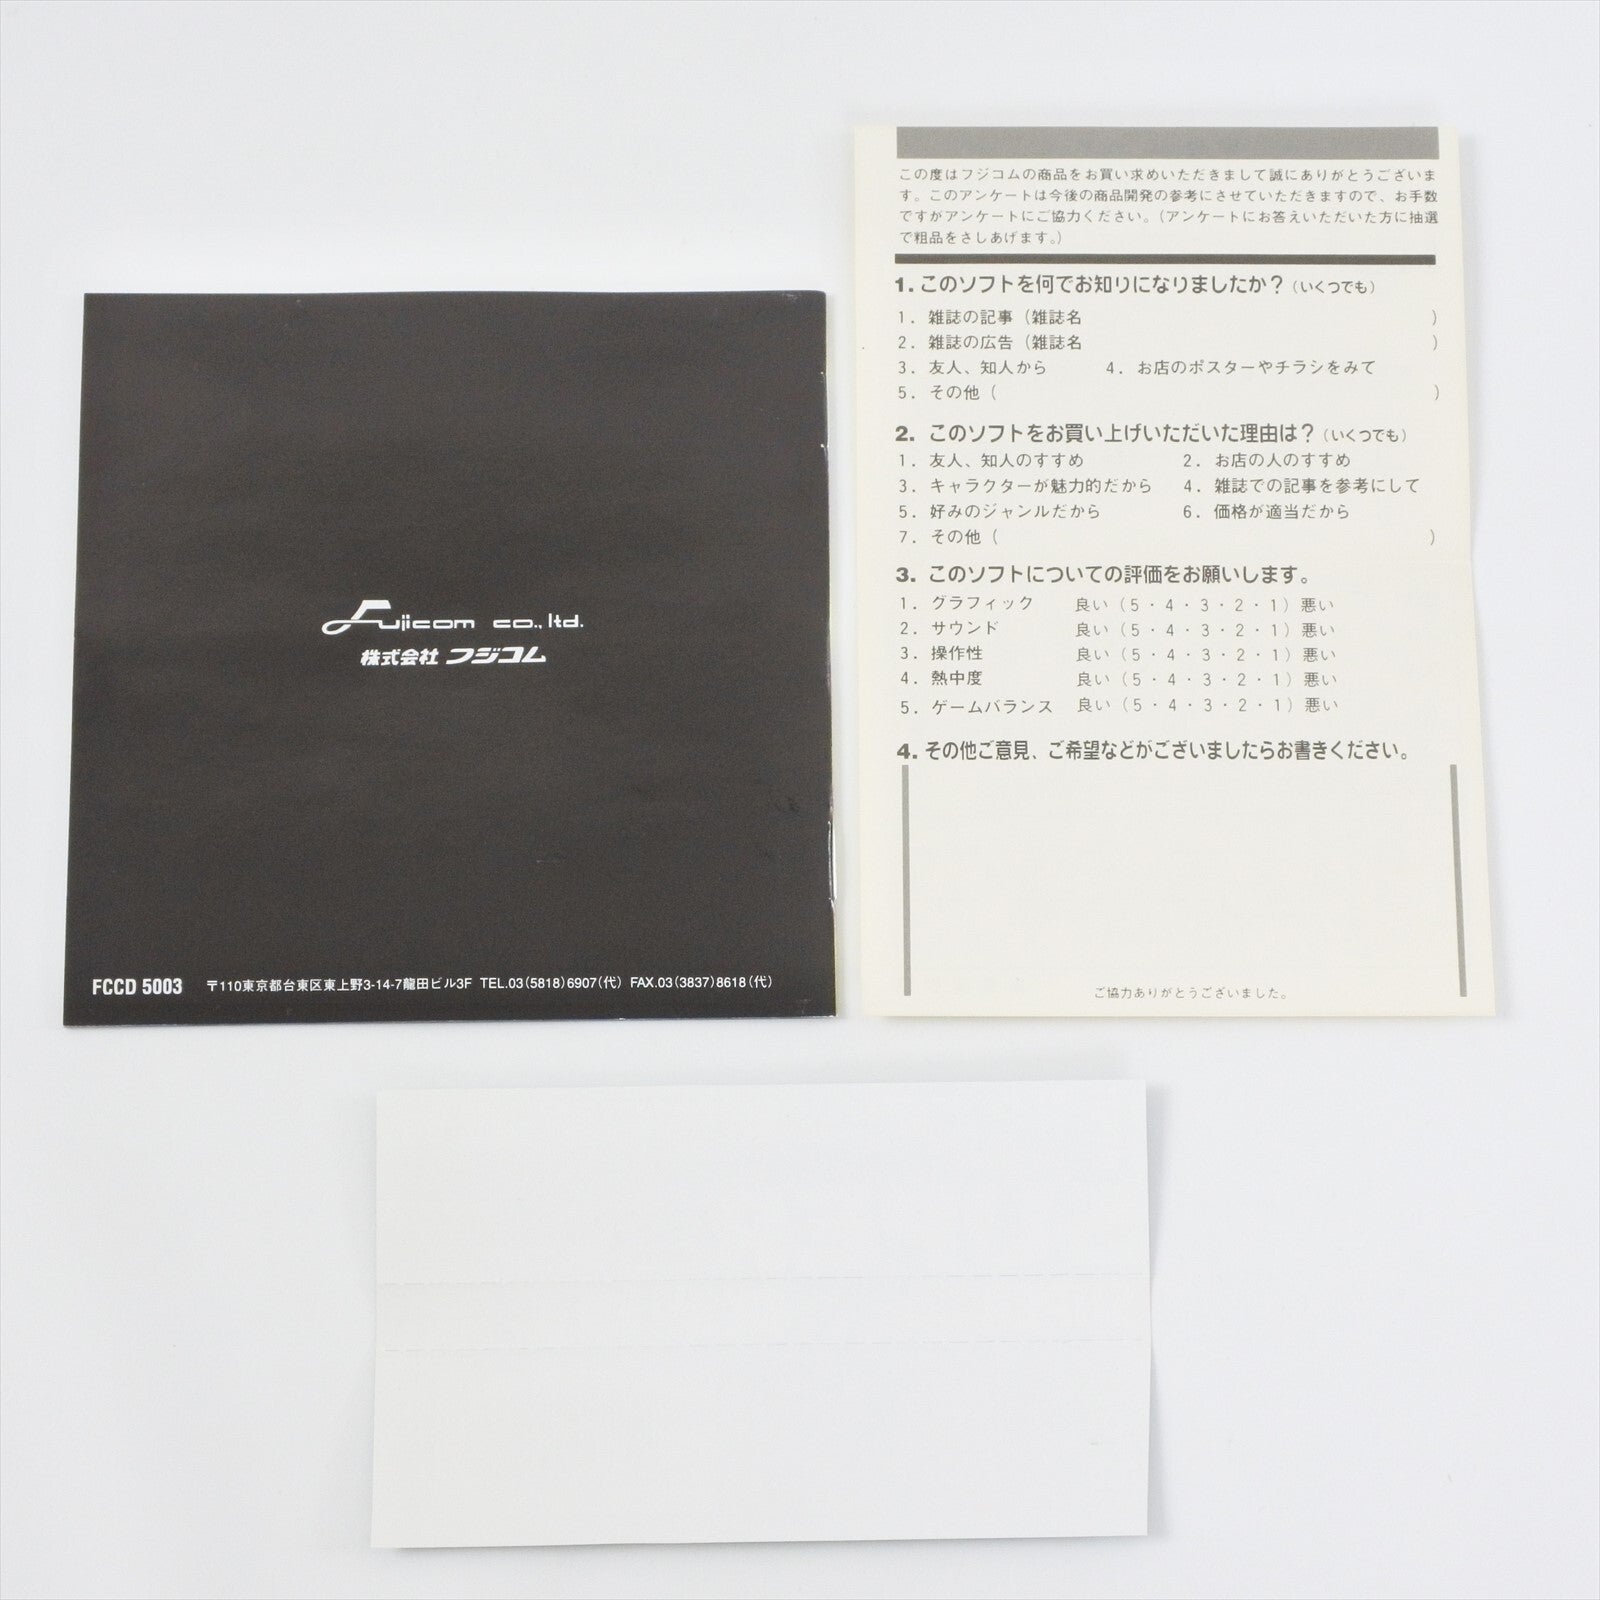 Fujicom co., ltd.
株式会社 フジコム
FCCD 5003 〒110東京都台東区東上野3-14-7龍田ビル3F TEL.03(5818)6907(代) FAX.03(3837)8618(代)
この度はフジコムの商品をお買い求めいただきまして誠にありがとうございま
す。このアンケートは今後の商品開発の参考にさせていただきますので、お手数
ですがアンケートにご協力ください。(アンケートにお答えいただいた方に抽選
で粗品をさしあげます。)
1. このソフトを何でお知りになりましたか?(いくつでも)
1. 雑誌の記事(雑誌名 )
2. 雑誌の広告(雑誌名 )
3. 友人、知人から 4. お店のポスターやチラシをみて
5. その他( )
2. このソフトをお買い上げいただいた理由は?(いくつでも)
1. 友人、知人のすすめ 2. お店の人のすすめ
3. キャラクターが魅力的だから 4. 雑誌での記事を参考にして
5. 好みのジャンルだから 6. 価格が適当だから
7. その他( )
3. このソフトについての評価をお願いします。
1. グラフィック 良い(5・4・3・2・1)悪い
2. サウンド 良い(5・4・3・2・1)悪い
3. 操作性 良い(5・4・3・2・1)悪い
4. 熱中度 良い(5・4・3・2・1)悪い
5. ゲームバランス 良い(5・4・3・2・1)悪い
4. その他ご意見、ご希望などがございましたらお書きください。
ご協力ありがとうございました。